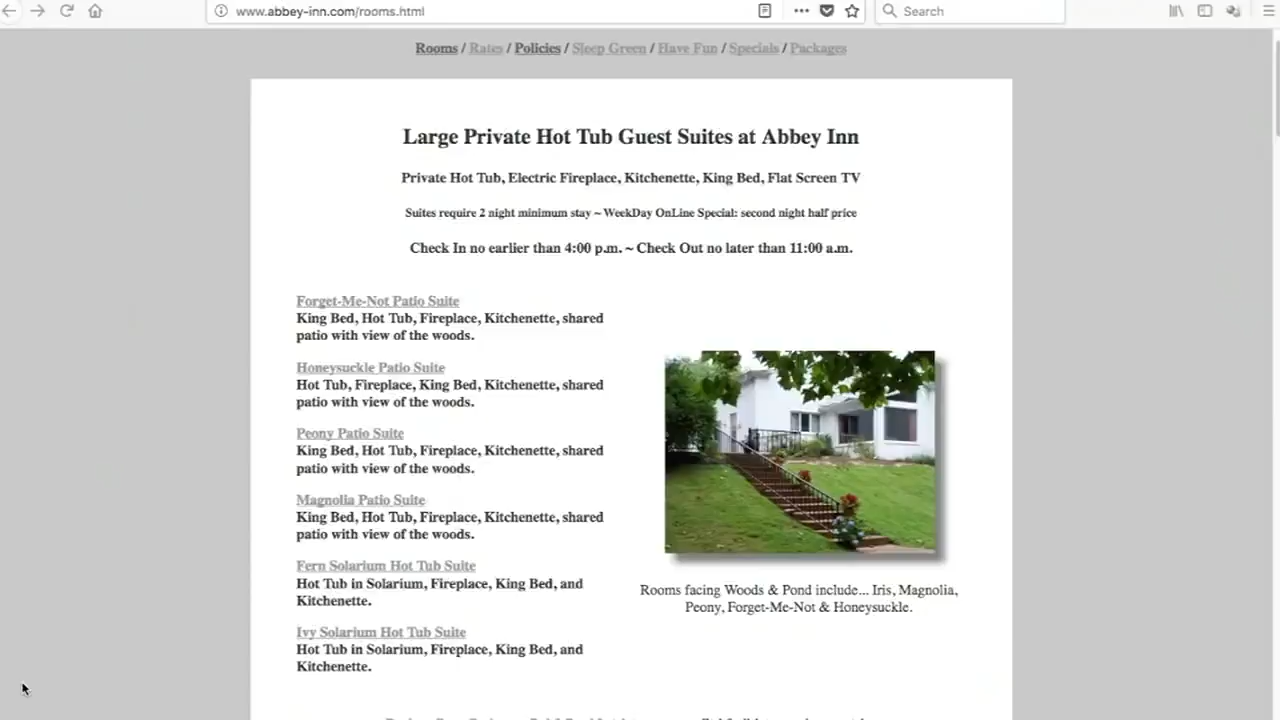 www.abbey-inn.com/rooms.html
Search
Rooms / Rates / Policies / Sleep Green / Have Fun / Specials / Packages
Large Private Hot Tub Guest Suites at Abbey Inn
Private Hot Tub, Electric Fireplace, Kitchenette, King Bed, Flat Screen TV
Suites require 2 night minimum stay ~ WeekDay OnLine Special: second night half price
Check In no earlier than 4:00 p.m. ~ Check Out no later than 11:00 a.m.
Forget-Me-Not Patio Suite
King Bed, Hot Tub, Fireplace, Kitchenette, shared
patio with view of the woods.
Honeysuckle Patio Suite
Hot Tub, Fireplace, King Bed, Kitchenette, shared
patio with view of the woods.
Peony Patio Suite
King Bed, Hot Tub, Fireplace, Kitchenette, shared
patio with view of the woods.
Magnolia Patio Suite
King Bed, Hot Tub, Fireplace, Kitchenette, shared
patio with view of the woods.
Fern Solarium Hot Tub Suite
Hot Tub in Solarium, Fireplace, King Bed, and
Kitchenette.
Ivy Solarium Hot Tub Suite
Hot Tub in Solarium, Fireplace, King Bed, and
Kitchenette.
Rooms facing Woods & Pond include... Iris, Magnolia,
Peony, Forget-Me-Not & Honeysuckle.